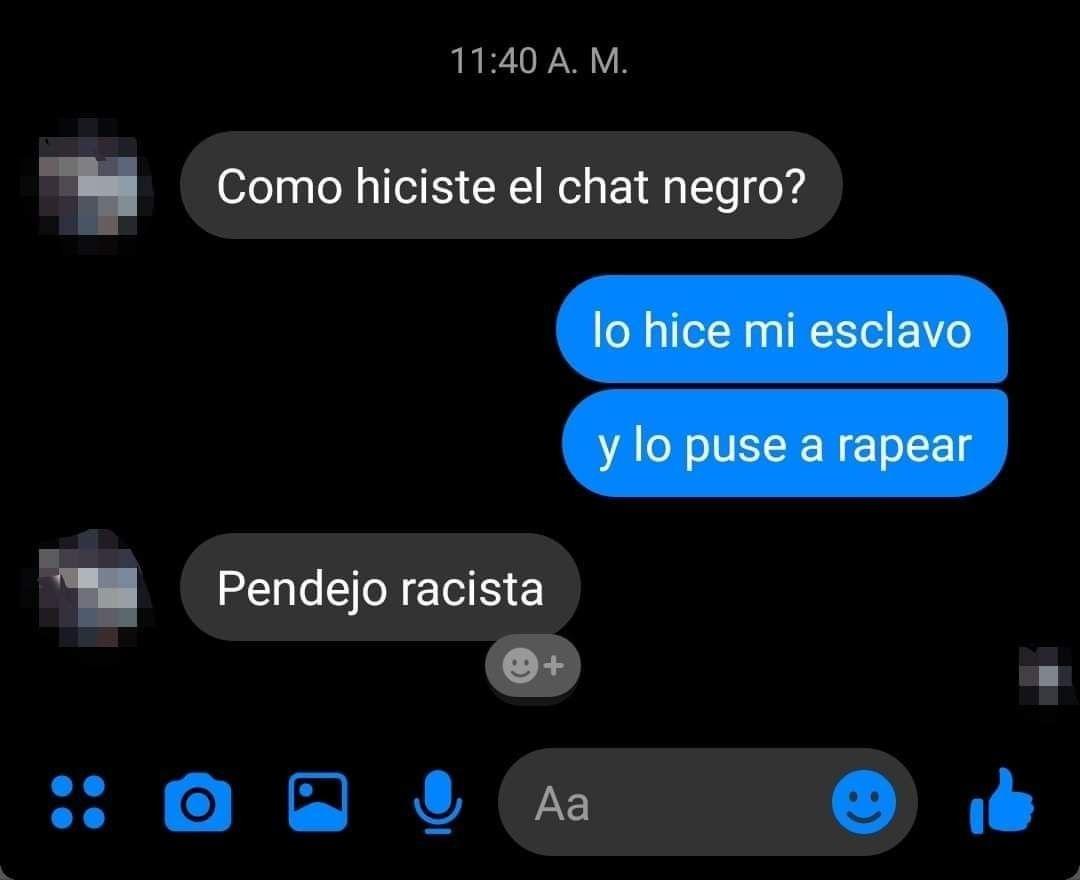 11:40 A. M.
Como hiciste el chat negro?
lo hice mi esclavo
y lo puse a rapear
Pendejo racista
Aa